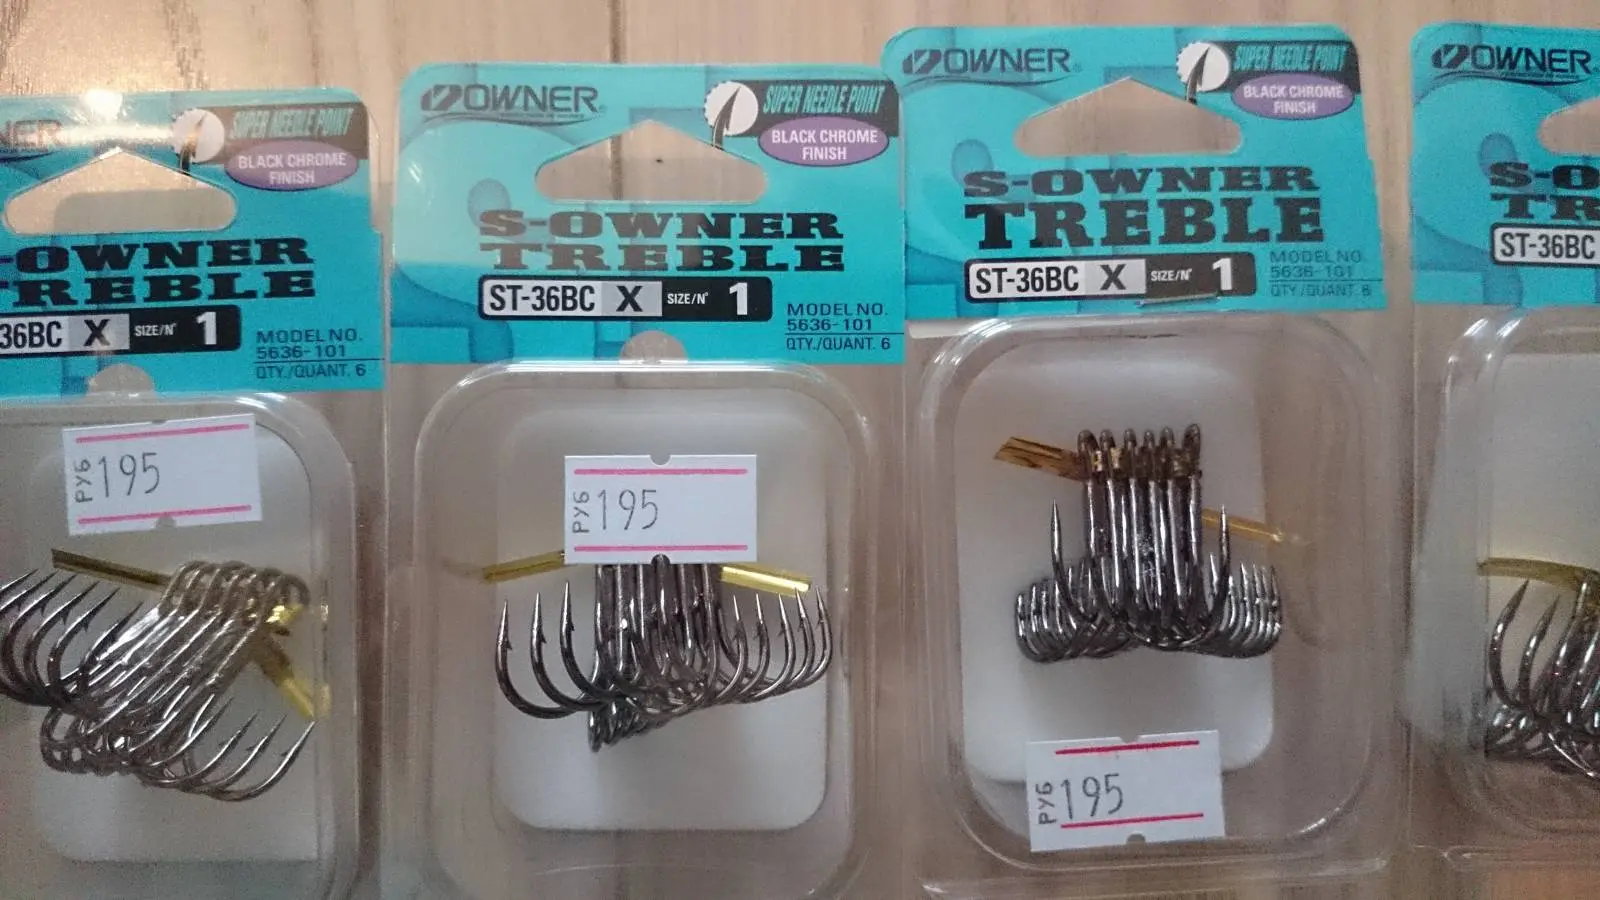 NER
SUPER NEEDLE POINT
BLACK CHROME
FINISH
-OWNER
TREBLE
36BC X SIZE/N° 1
MODEL NO.
5636-101
QTY./QUANT. 6
РУБ 195
OWNER
SUPER NEEDLE POINT
BLACK CHROME
FINISH
S-OWNER
TREBLE
ST-36BC X SIZE/N° 1
MODEL NO.
5636-101
QTY./QUANT. 6
РУБ 195
OWNER
SUPER NEEDLE POINT
BLACK CHROME
FINISH
S-OWNER
TREBLE
ST-36BC X SIZE/N° 1
MODEL NO.
5636-101
QTY./QUANT. 6
РУБ 195
OWNER
S-O
TR
ST-36BC